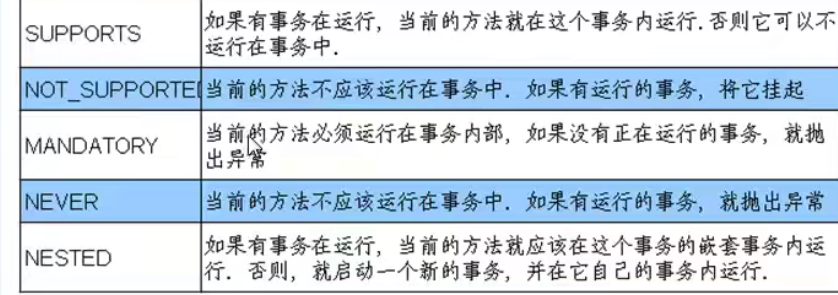 SUPPORTS
如果有事务在运行, 当前的方法就在这个事务内运行. 否则它可以不
运行在事务中.
NOT_SUPPORTED
当前的方法不应该运行在事务中. 如果有运行的事务, 将它挂起
MANDATORY
当前的方法必须运行在事务内部, 如果没有正在运行的事务, 就抛
出异常
NEVER
当前的方法不应该运行在事务中. 如果有运行的事务, 就抛出异常
NESTED
如果有事务在运行, 当前的方法就应该在这个事务的嵌套事务内运
行. 否则, 就启动一个新的事务, 并在它自己的事务内运行.